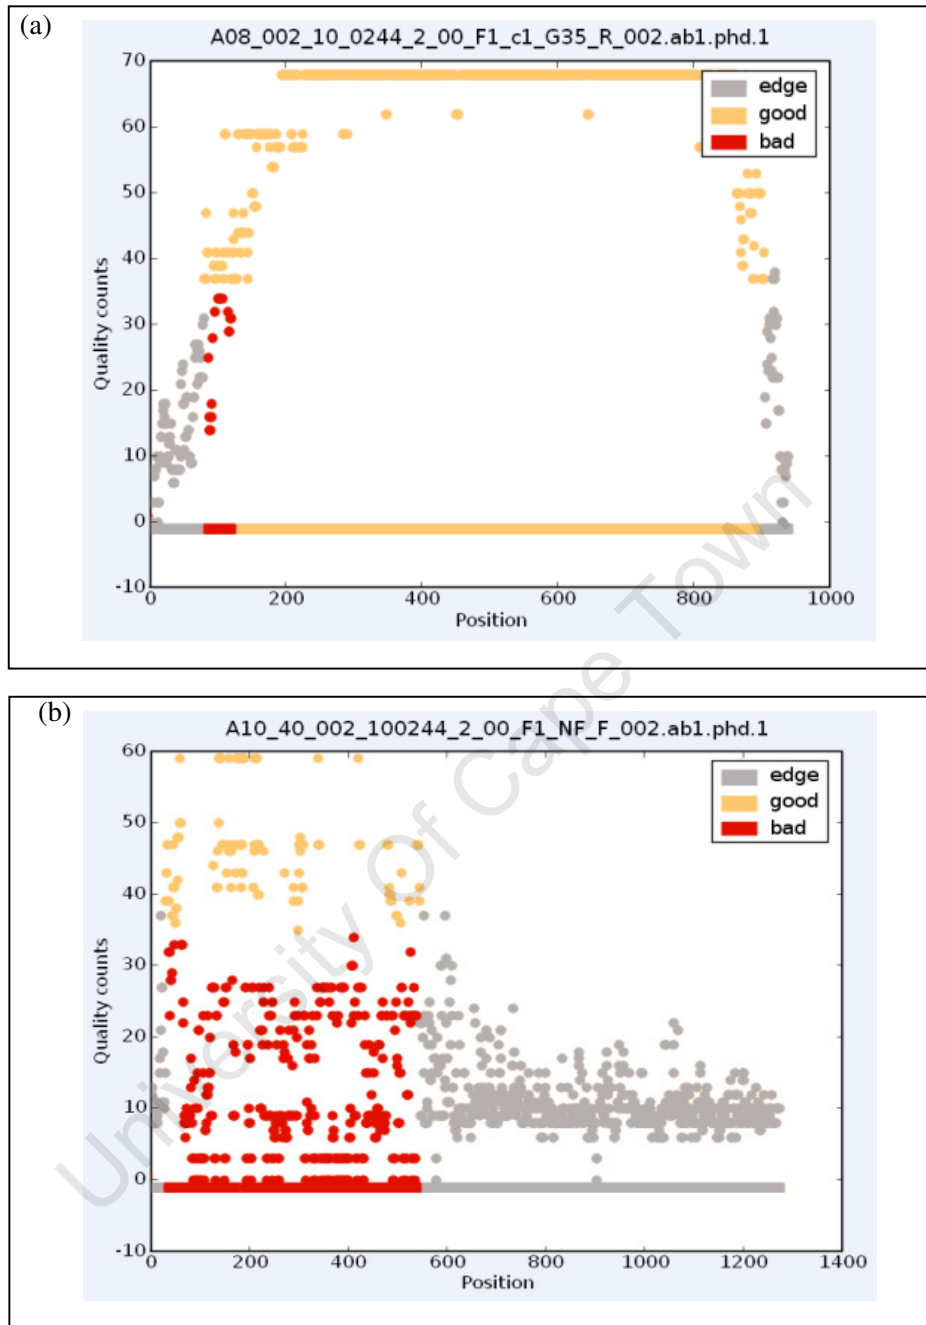 (a)
A08_002_10_0244_2_00_F1_c1_G35_R_002.ab1.phd.1
70
60
50
40
30
20
10
0
-10
Quality counts
edge
good
bad
0 200 400 600 800 1000
Position
(b)
A10_40_002_100244_2_00_F1_NF_F_002.ab1.phd.1
60
50
40
30
20
10
0
-10
Quality counts
edge
good
bad
0 200 400 600 800 1000 1200 1400
Position
University Of Cape Town